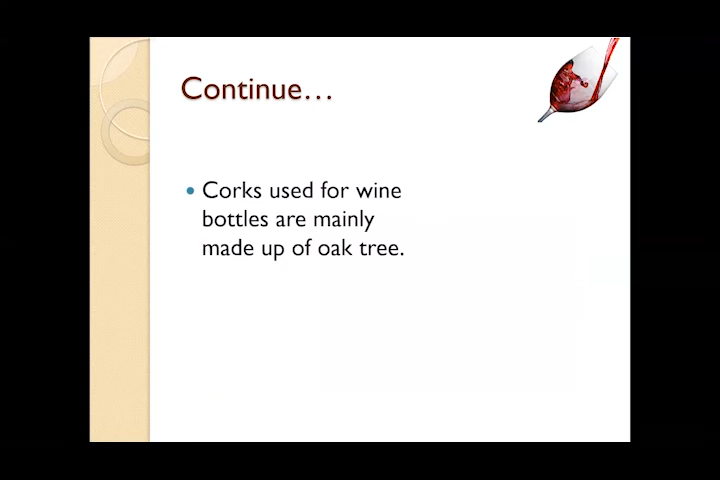 Continue…
• Corks used for wine
bottles are mainly
made up of oak tree.